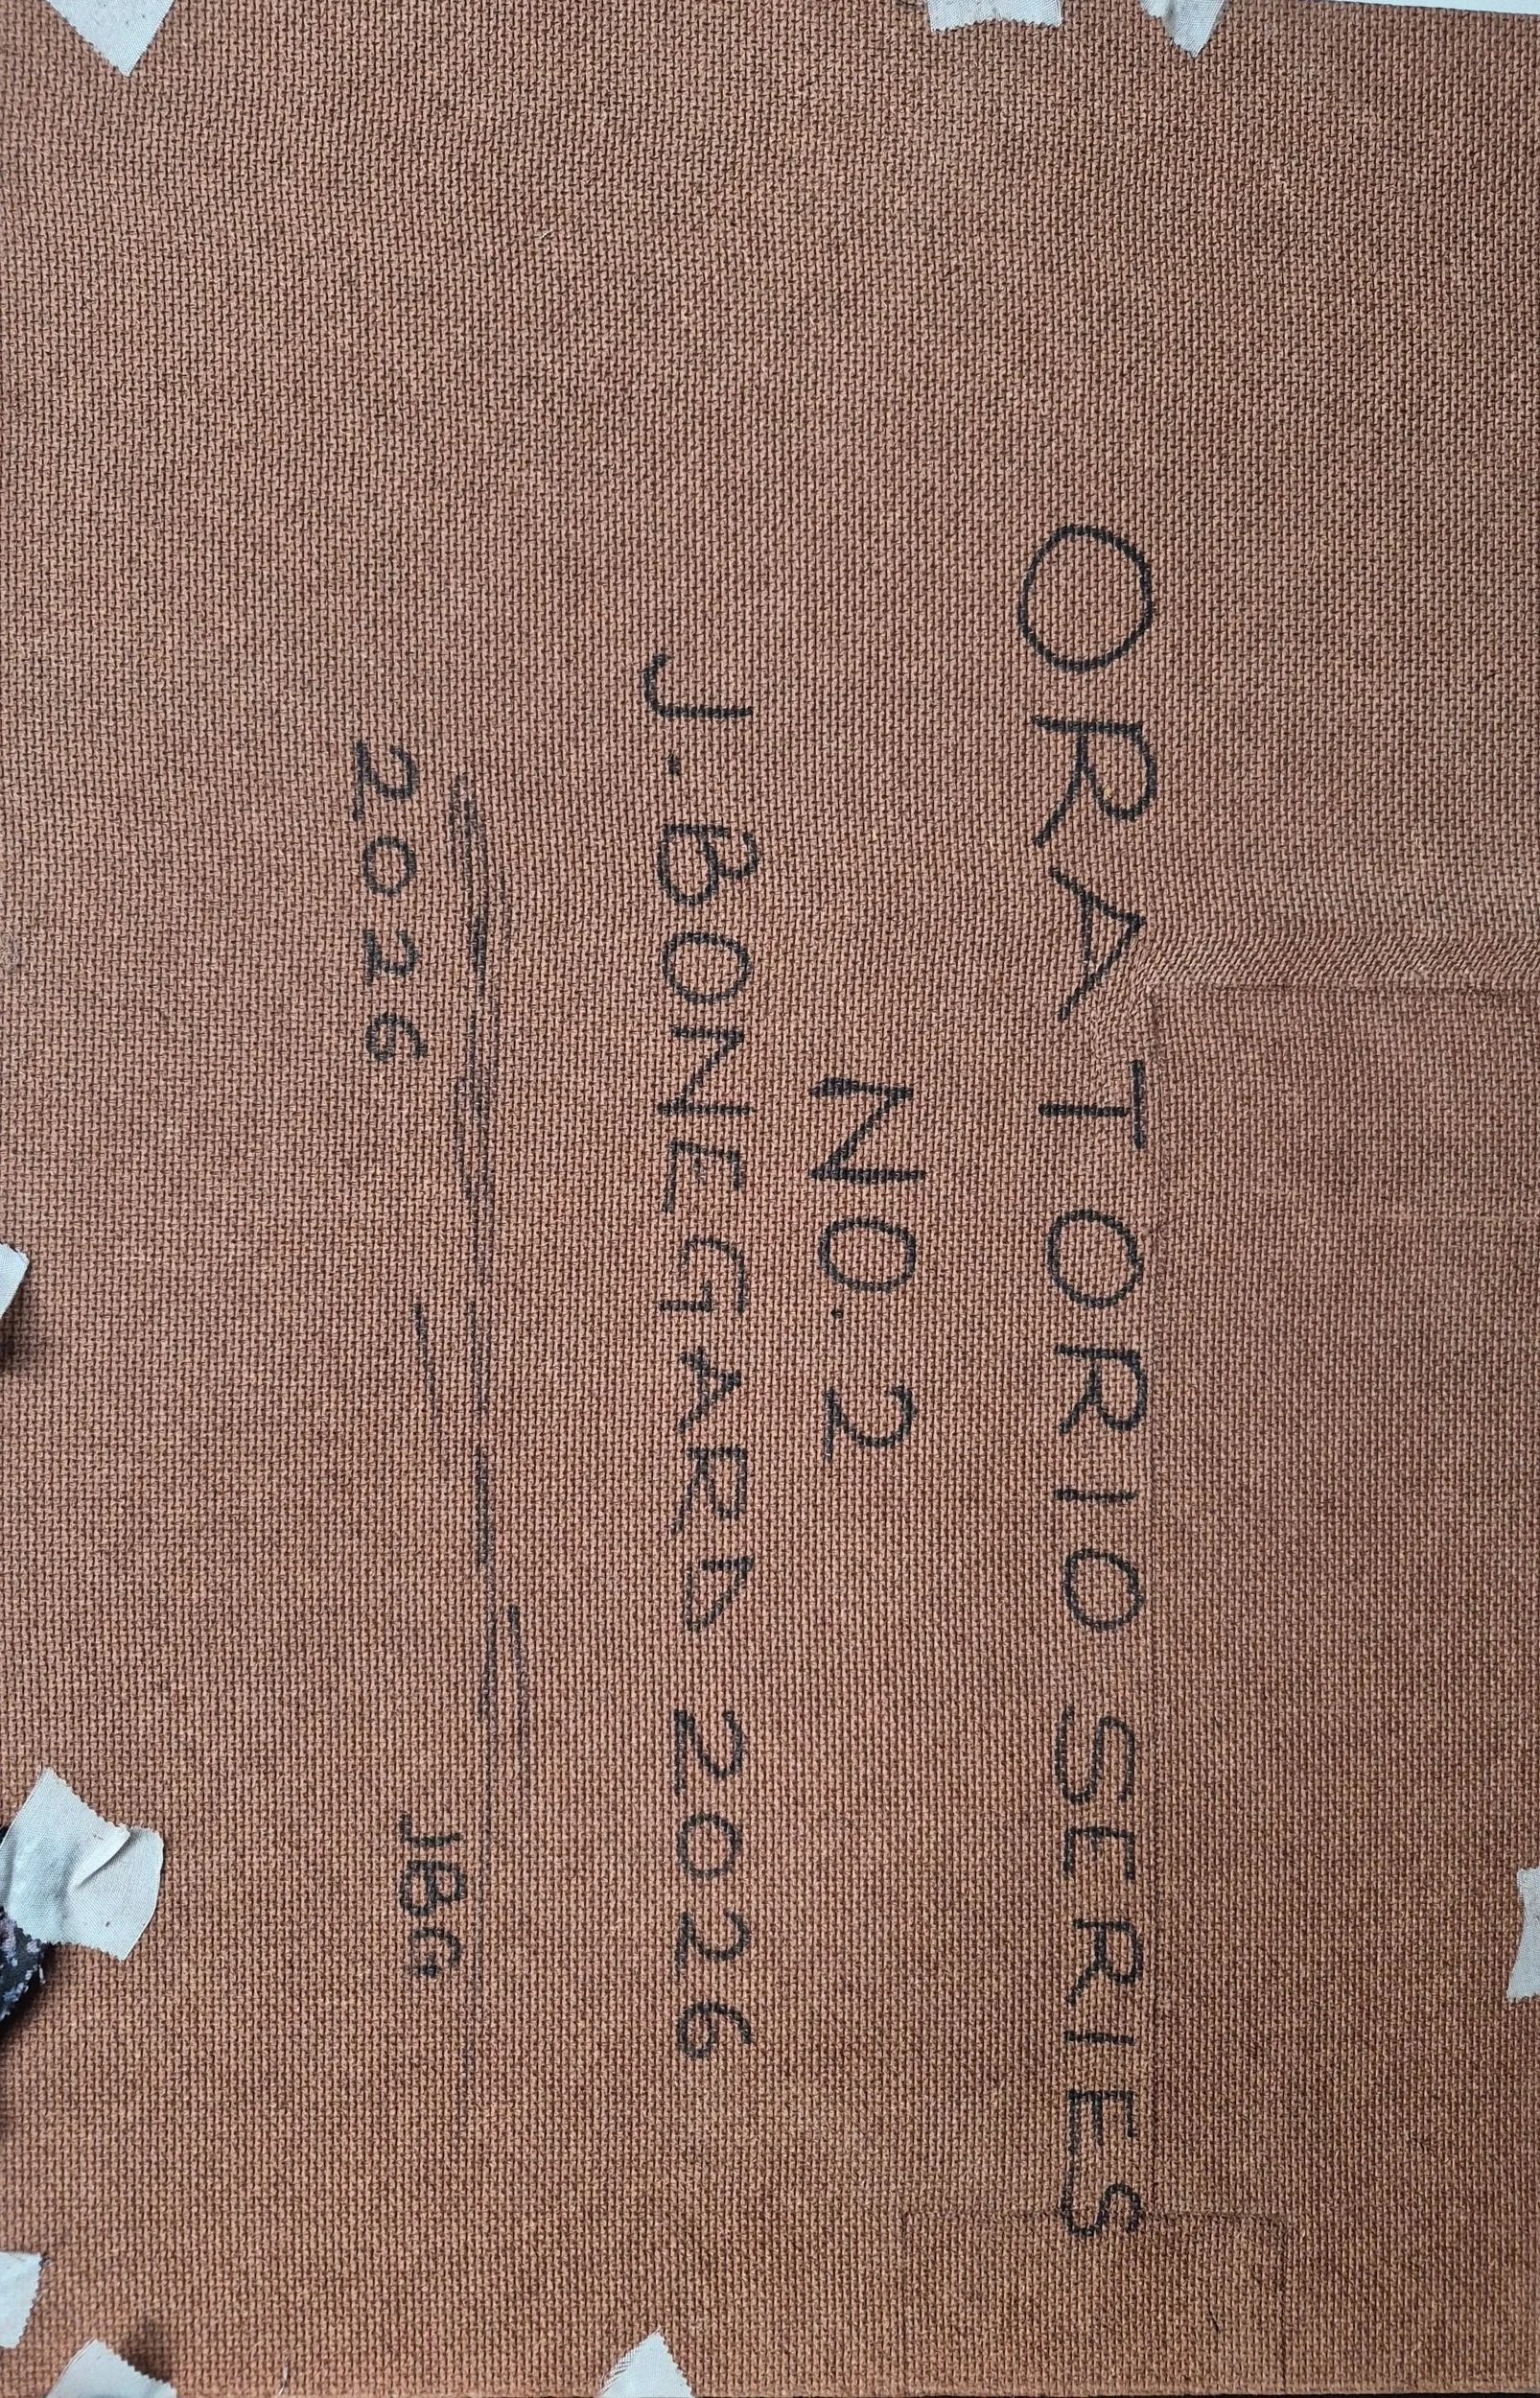 ORATORIO SERIES
NO. 2
J. BONEGARD 2026
2026 JBG